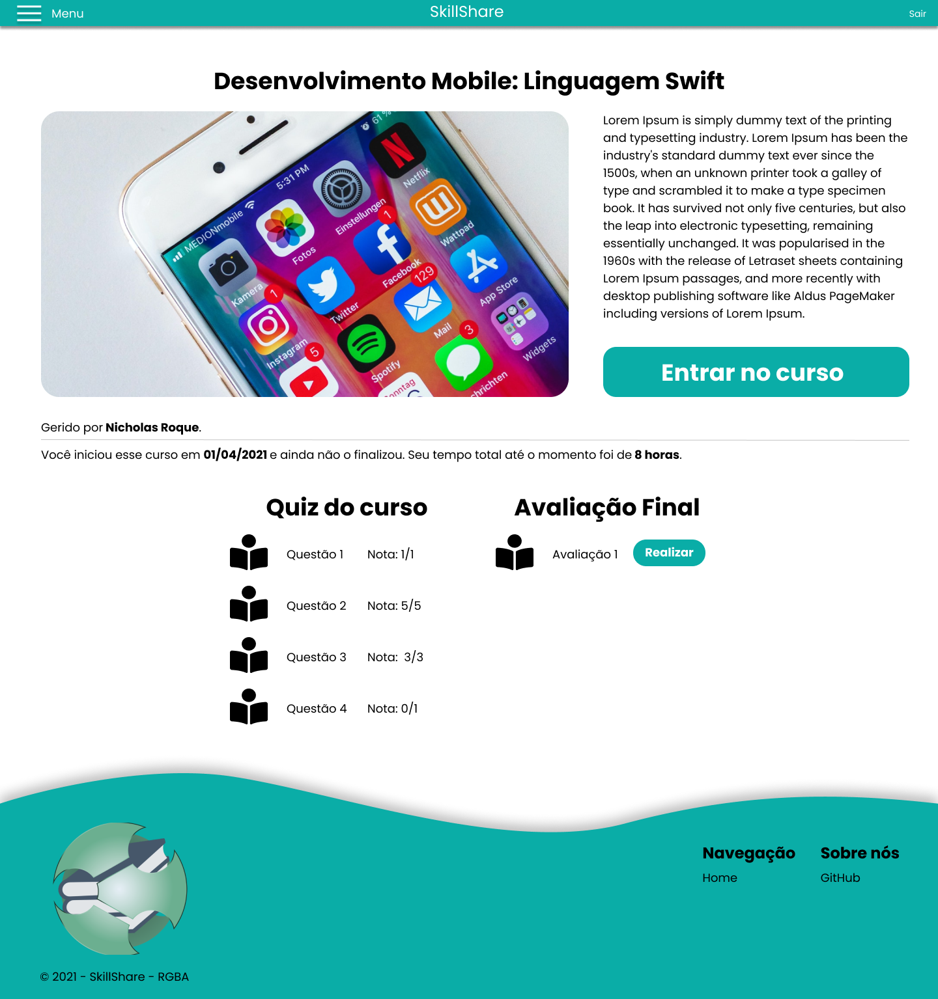 Menu
SkillShare
Sair
Desenvolvimento Mobile: Linguagem Swift
61 %
5:31 PM
MEDIONmobile
Netflix
Einstellungen
1
Wattpad
Fotos
Kamera
Facebook
129
App Store
1
Twitter
Mail
3
Widgets
Instagram
5
Spotify
onntag
chrichten
Lorem Ipsum is simply dummy text of the printing
and typesetting industry. Lorem Ipsum has been the
industry's standard dummy text ever since the
1500s, when an unknown printer took a galley of
type and scrambled it to make a type specimen
book. It has survived not only five centuries, but also
the leap into electronic typesetting, remaining
essentially unchanged. It was popularised in the
1960s with the release of Letraset sheets containing
Lorem Ipsum passages, and more recently with
desktop publishing software like Aldus PageMaker
including versions of Lorem Ipsum.
Entrar no curso
Gerido por Nicholas Roque.
Você iniciou esse curso em 01/04/2021 e ainda não o finalizou. Seu tempo total até o momento foi de 8 horas.
Quiz do curso
Questão 1 Nota: 1/1
Questão 2 Nota: 5/5
Questão 3 Nota: 3/3
Questão 4 Nota: 0/1
Avaliação Final
Avaliação 1 Realizar
Navegação
Home
Sobre nós
GitHub
© 2021 - SkillShare - RGBA